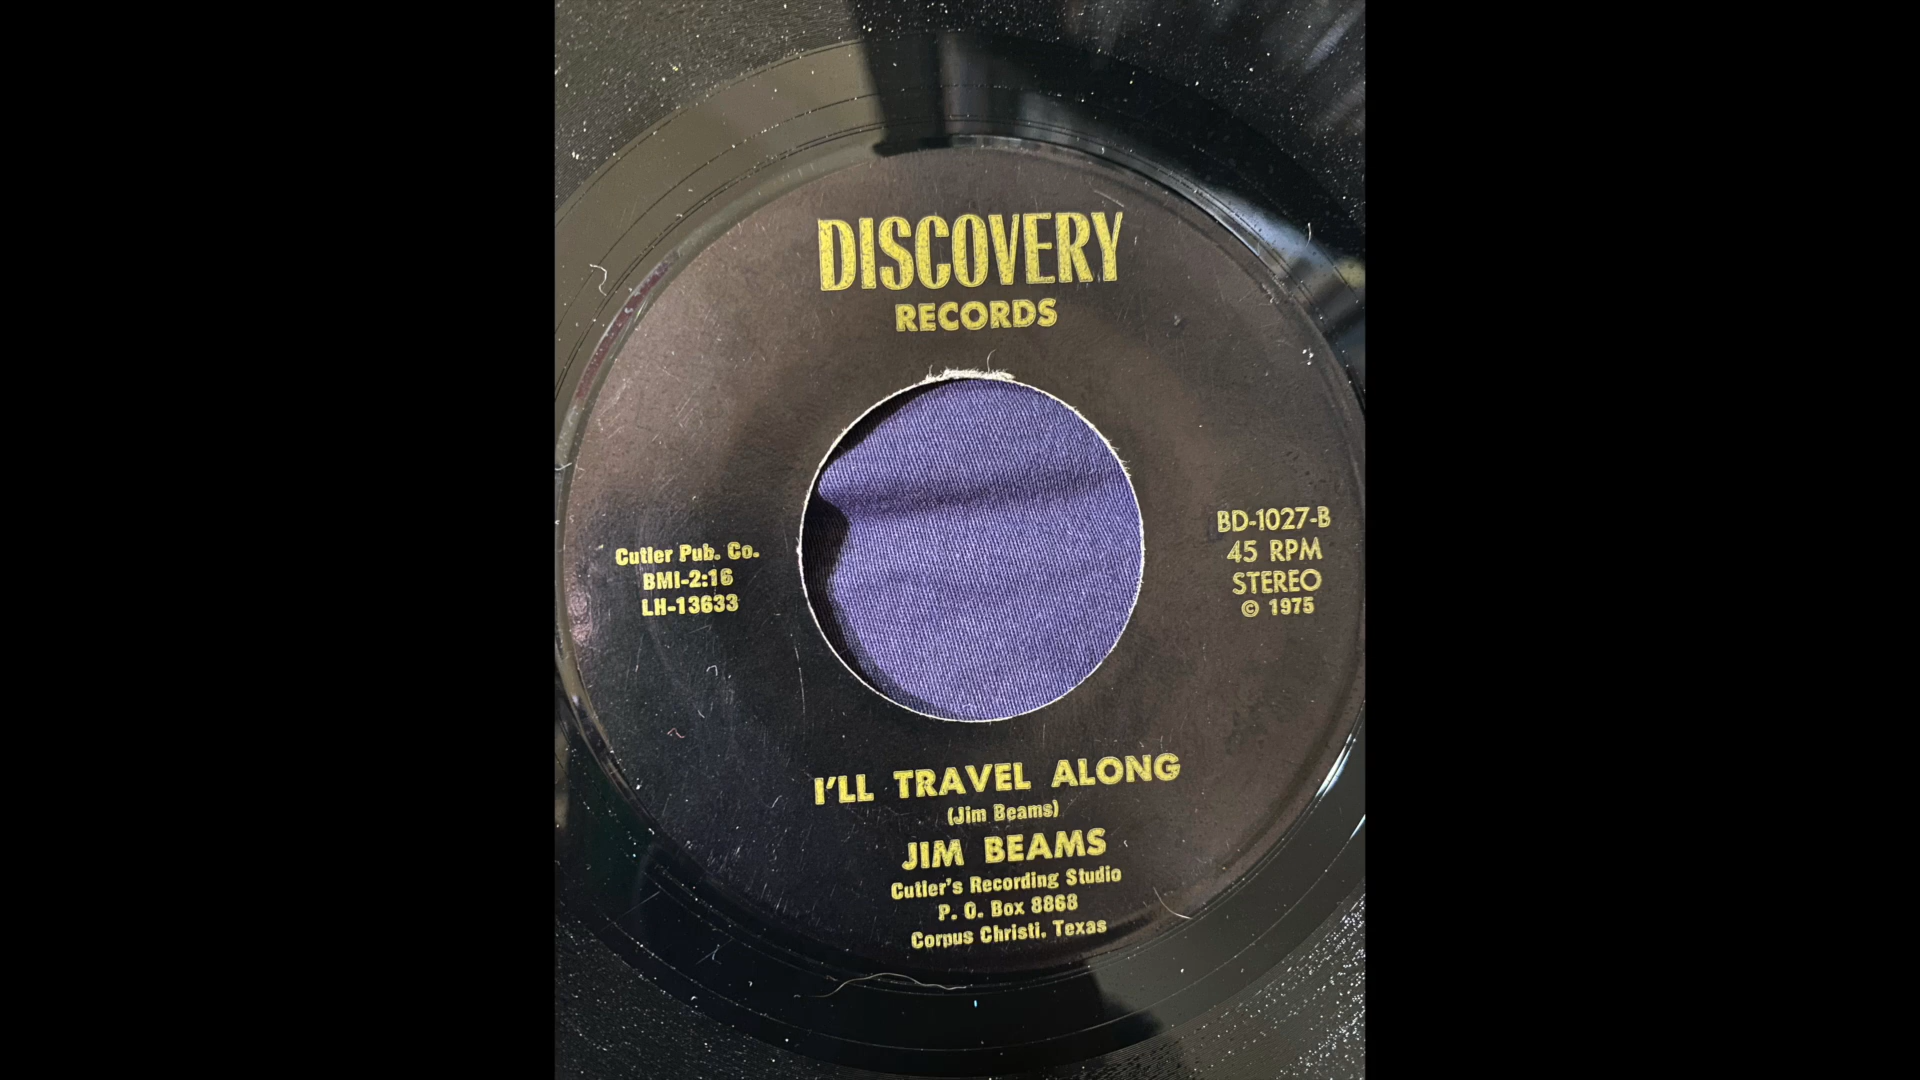 DISCOVERY
RECORDS
Cutler Pub. Co.
BMI-2:16
LH-13633
BD-1027-B
45 RPM
STEREO
© 1975
I'LL TRAVEL ALONG
(Jim Beams)
JIM BEAMS
Cutler's Recording Studio
P. O. Box 8868
Corpus Christi. Texas